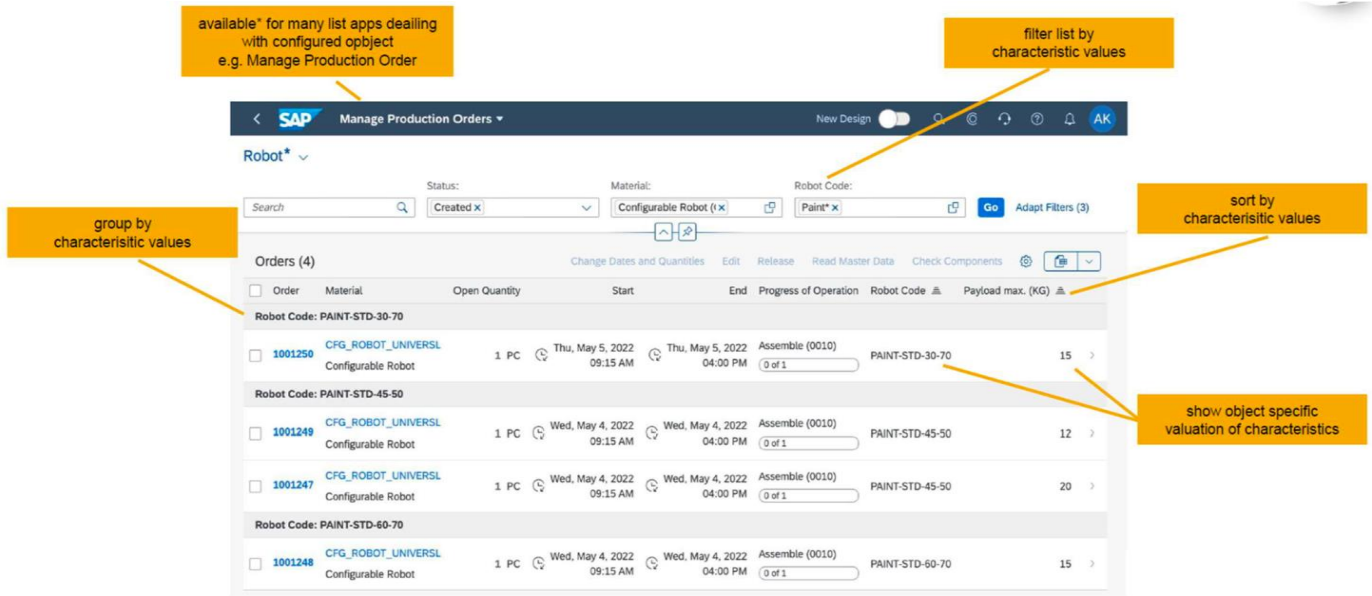 available* for many list apps deailing
with configured opbject
e.g. Manage Production Order
filter list by
characteristic values
SAP Manage Production Orders New Design AK
Robot*
Status: Material: Robot Code:
Search Created x Configurable Robot (( x Paint* x Go Adapt Filters (3)
group by
characterisitic values
sort by
characterisitic values
Orders (4) Change Dates and Quantities Edit Release Read Master Data Check Components
Order Material Open Quantity Start End Progress of Operation Robot Code Payload max. (KG)
Robot Code: PAINT-STD-30-70
1001250 CFG_ROBOT_UNIVERSL 1 PC Thu, May 5, 2022 Thu, May 5, 2022 Assemble (0010) PAINT-STD-30-70 15
Configurable Robot 09:15 AM 04:00 PM 0 of 1
Robot Code: PAINT-STD-45-50
show object specific
valuation of characteristics
1001249 CFG_ROBOT_UNIVERSL 1 PC Wed, May 4, 2022 Wed, May 4, 2022 Assemble (0010) PAINT-STD-45-50 12
Configurable Robot 09:15 AM 04:00 PM 0 of 1
1001247 CFG_ROBOT_UNIVERSL 1 PC Wed, May 4, 2022 Wed, May 4, 2022 Assemble (0010) PAINT-STD-45-50 20
Configurable Robot 09:15 AM 04:00 PM 0 of 1
Robot Code: PAINT-STD-60-70
1001248 CFG_ROBOT_UNIVERSL 1 PC Wed, May 4, 2022 Wed, May 4, 2022 Assemble (0010) PAINT-STD-60-70 15
Configurable Robot 09:15 AM 04:00 PM 0 of 1